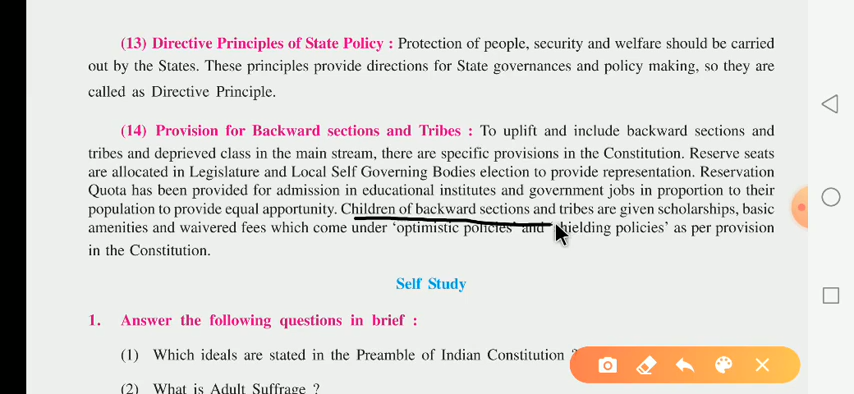 (13) Directive Principles of State Policy : Protection of people, security and welfare should be carried
out by the States. These principles provide directions for State governances and policy making, so they are
called as Directive Principle.
(14) Provision for Backward sections and Tribes : To uplift and include backward sections and
tribes and deprieved class in the main stream, there are specific provisions in the Constitution. Reserve seats
are allocated in Legislature and Local Self Governing Bodies election to provide representation. Reservation
Quota has been provided for admission in educational institutes and government jobs in proportion to their
population to provide equal apportunity. Children of backward sections and tribes are given scholarships, basic
amenities and waivered fees which come under ‘optimistic policies’ and hielding policies’ as per provision
in the Constitution.
Self Study
1. Answer the following questions in brief :
(1) Which ideals are stated in the Preamble of Indian Constitution ?
(2) What is Adult Suffrage ?